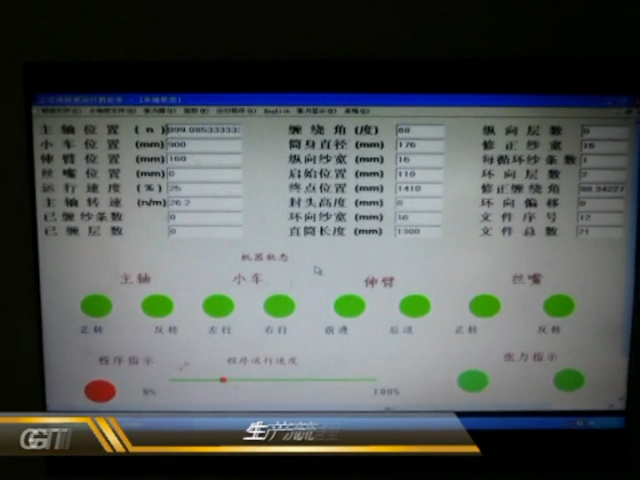 主轴位置 (n) 899.0853333333 缠绕角 (度) 88 纵向层数 0
小车位置 (mm) 900 筒身直径 (mm) 176 修正纱宽 16
伸臂位置 (mm) 160 纵向纱宽 (mm) 16 每循环纱条数 1
丝嘴位置 (mm) 0 启始位置 (mm) 110 环向层数 2
运行速度 (%) 25 终点位置 (mm) 1410 修正缠绕角 88.34227
主轴转速 (n/m) 26.2 封头高度 (mm) 0 环向偏移 0
已缠纱条数 0 环向纱宽 (mm) 16 文件序号 12
已缠层数 0 直筒长度 (mm) 1300 文件总数 21
机器状态
主轴 小车 伸臂 丝嘴
正转 反转 左行 右行 前进 后退 正转 反转
程序指示 程序运行速度 张力指示
0% 100%
生产流程